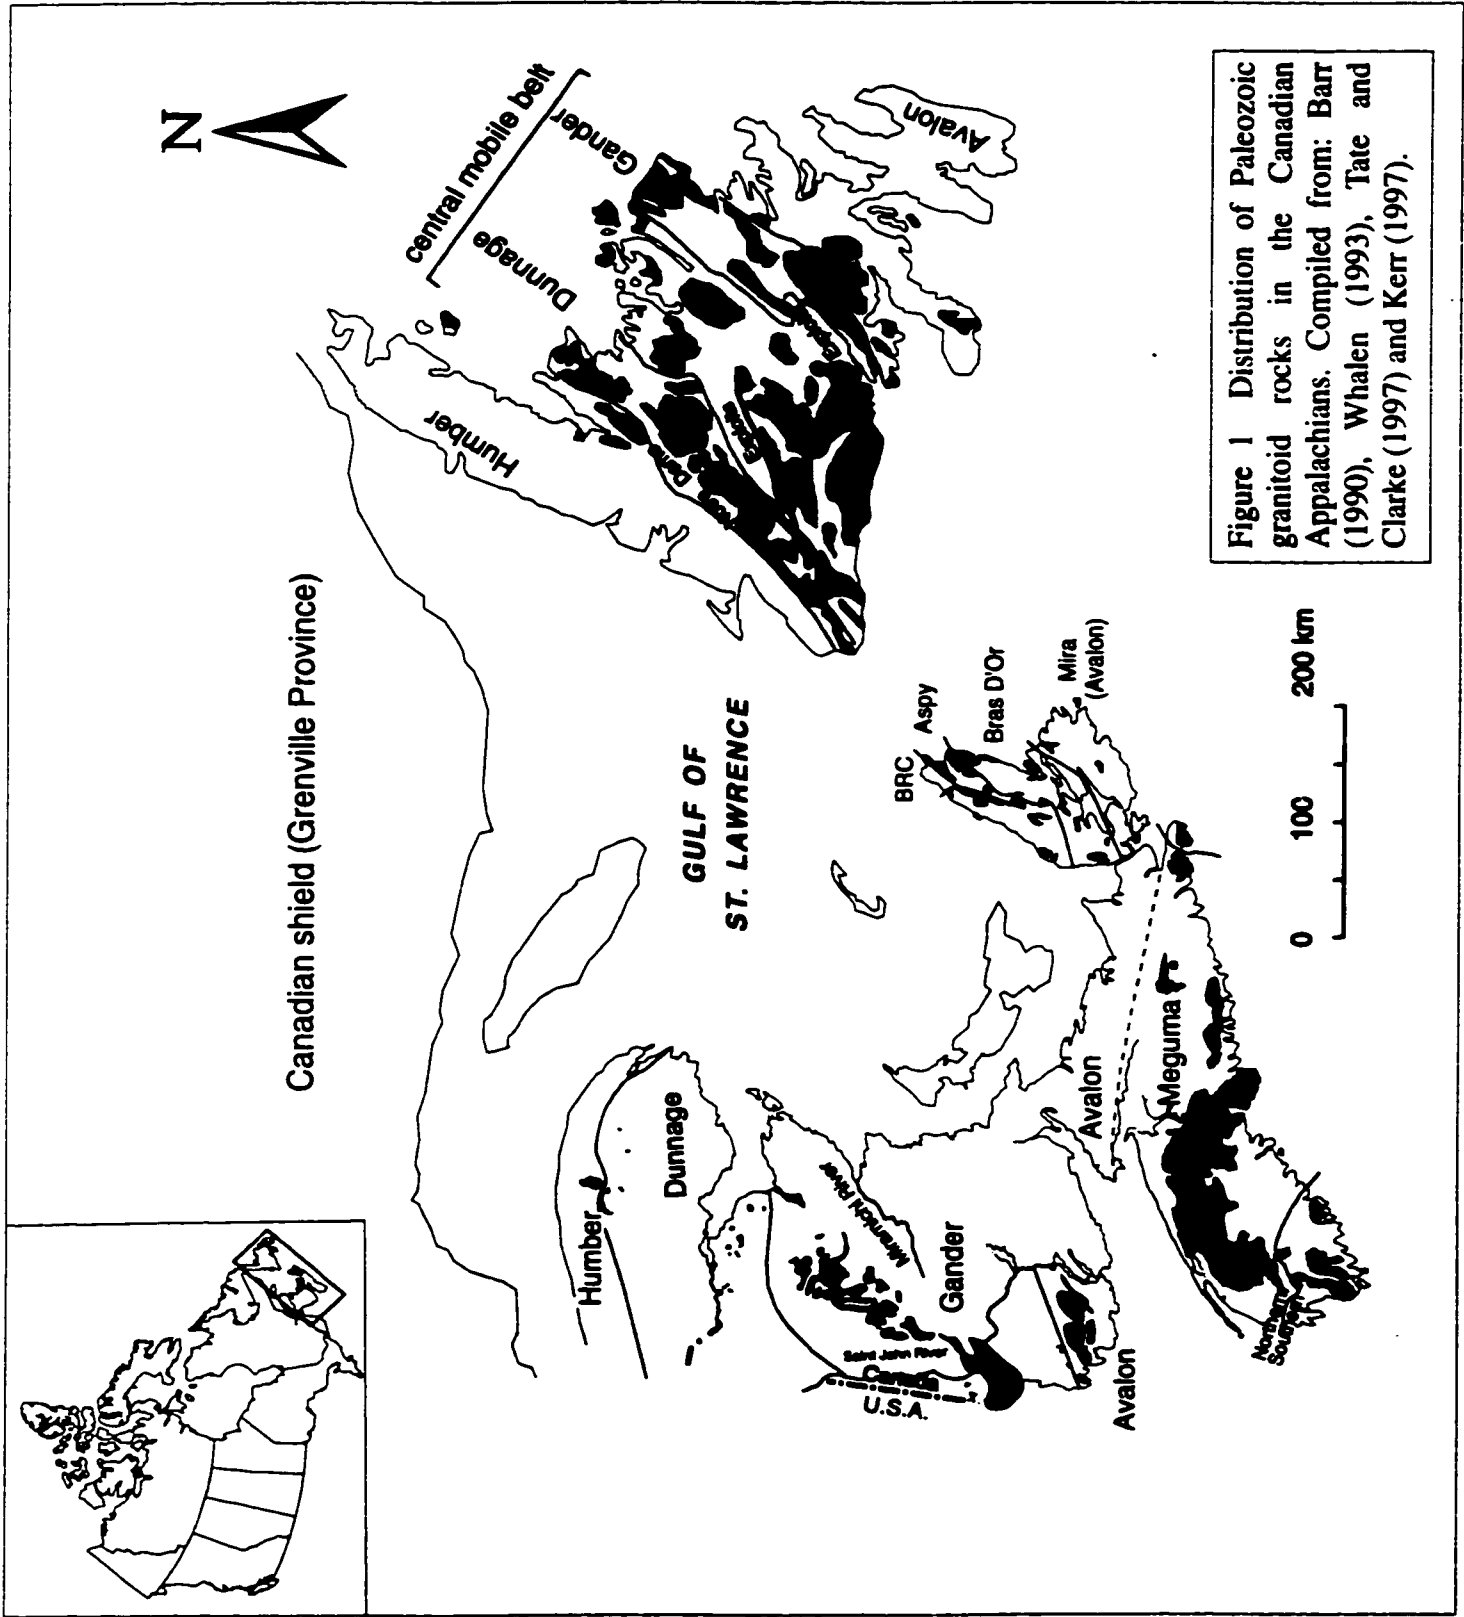 N
Canadian shield (Grenville Province)
central mobile belt
Gander
Dunnage
Humber
Avalon
Exploits
GULF OF
ST. LAWRENCE
BRC
Aspy
Bras D'Or
Mira
(Avalon)
Humber
Dunnage
Miramichi River
Gander
Saint John River
Canada
U.S.A.
Avalon
Avalon
Meguma
Northern
Southern
0
100
200 km
Figure 1 Distribution of Paleozoic
granitoid rocks in the Canadian
Appalachians. Compiled from: Barr
(1990), Whalen (1993), Tate and
Clarke (1997) and Kerr (1997).